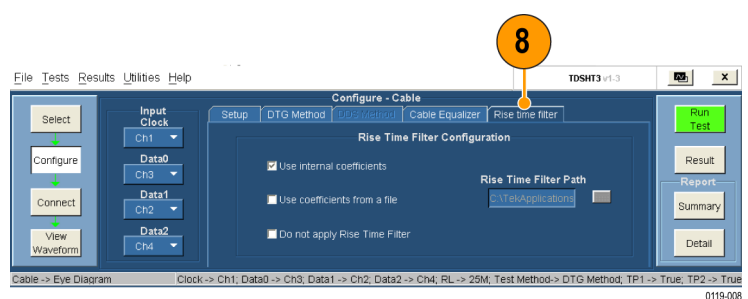 8
File Tests Results Utilities Help
TDSHT3 v1-3
x
Configure - Cable
Select
Configure
Connect
View
Waveform
Input
Clock
Ch1
Data0
Ch3
Data1
Ch2
Data2
Ch4
Setup DTG Method DDS Method Cable Equalizer Rise time filter
Rise Time Filter Configuration
Use internal coefficients
Use coefficients from a file
Do not apply Rise Time Filter
Rise Time Filter Path
C:\TekApplications
Run
Test
Result
Report
Summary
Detail
Cable -> Eye Diagram Clock -> Ch1; Data0 -> Ch3; Data1 -> Ch2; Data2 -> Ch4; RL -> 25M; Test Method-> DTG Method; TP1 -> True; TP2 -> True
0119-008